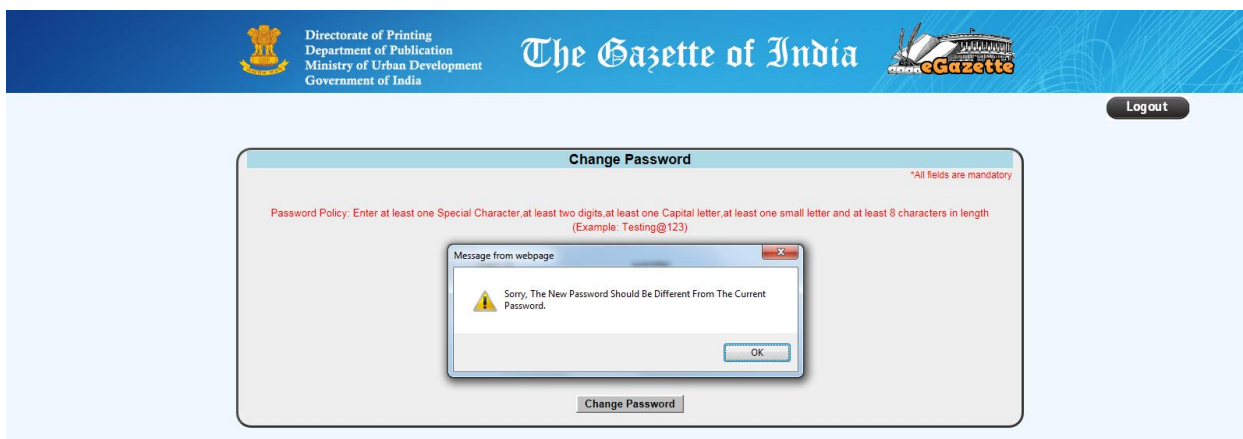 Directorate of Printing
Department of Publication
Ministry of Urban Development
Government of India
The Gazette of India
eGazette
Logout
Change Password
*All fields are mandatory
Password Policy: Enter at least one Special Character,at least two digits,at least one Capital letter,at least one small letter and at least 8 characters in length
(Example: Testing@123)
Message from webpage
Sorry, The New Password Should Be Different From The Current
Password.
OK
Change Password